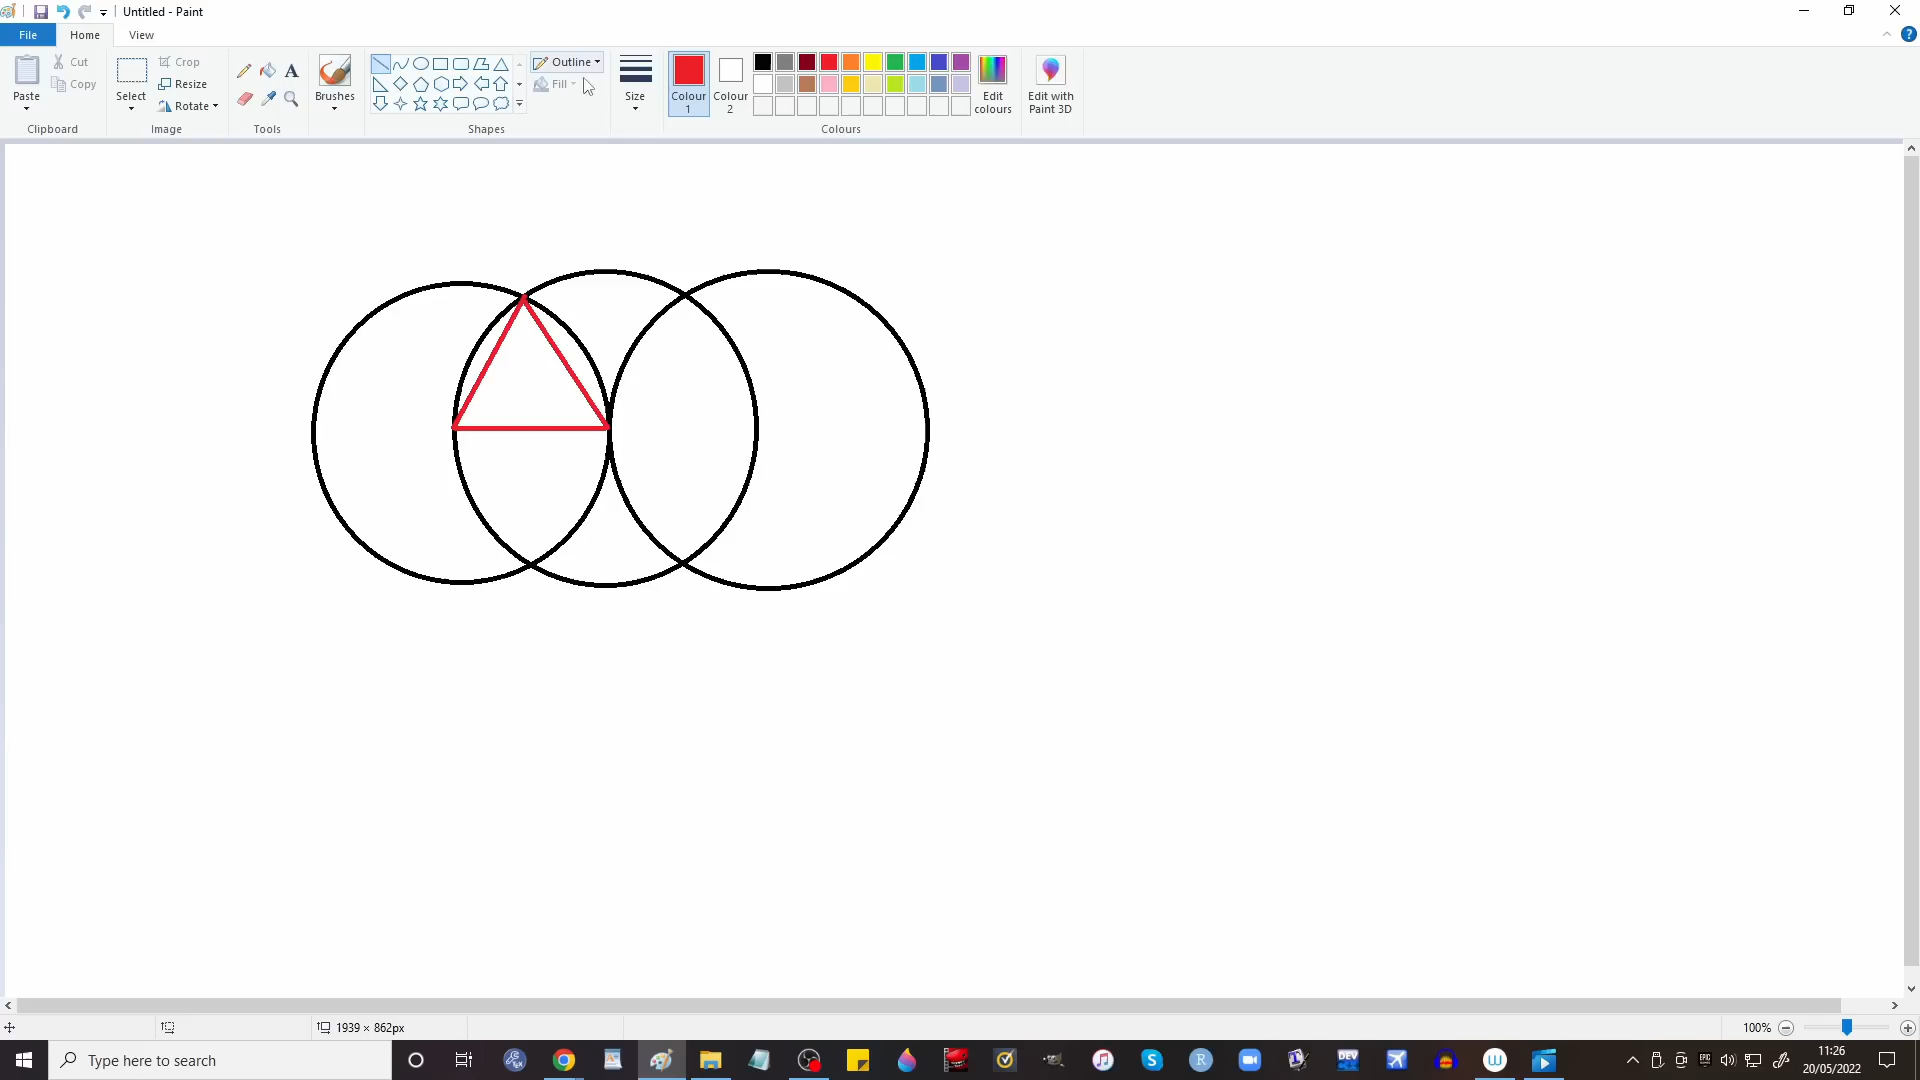 Untitled - Paint
File Home View
Paste
Cut
Copy
Clipboard
Select
Crop
Resize
Rotate
Image
A
Tools
Brushes
Outline
Fill
Shapes
Size
Colour 1
Colour 2
Edit colours
Colours
Edit with Paint 3D
1939 × 862px
100%
Type here to search
11:26
20/05/2022